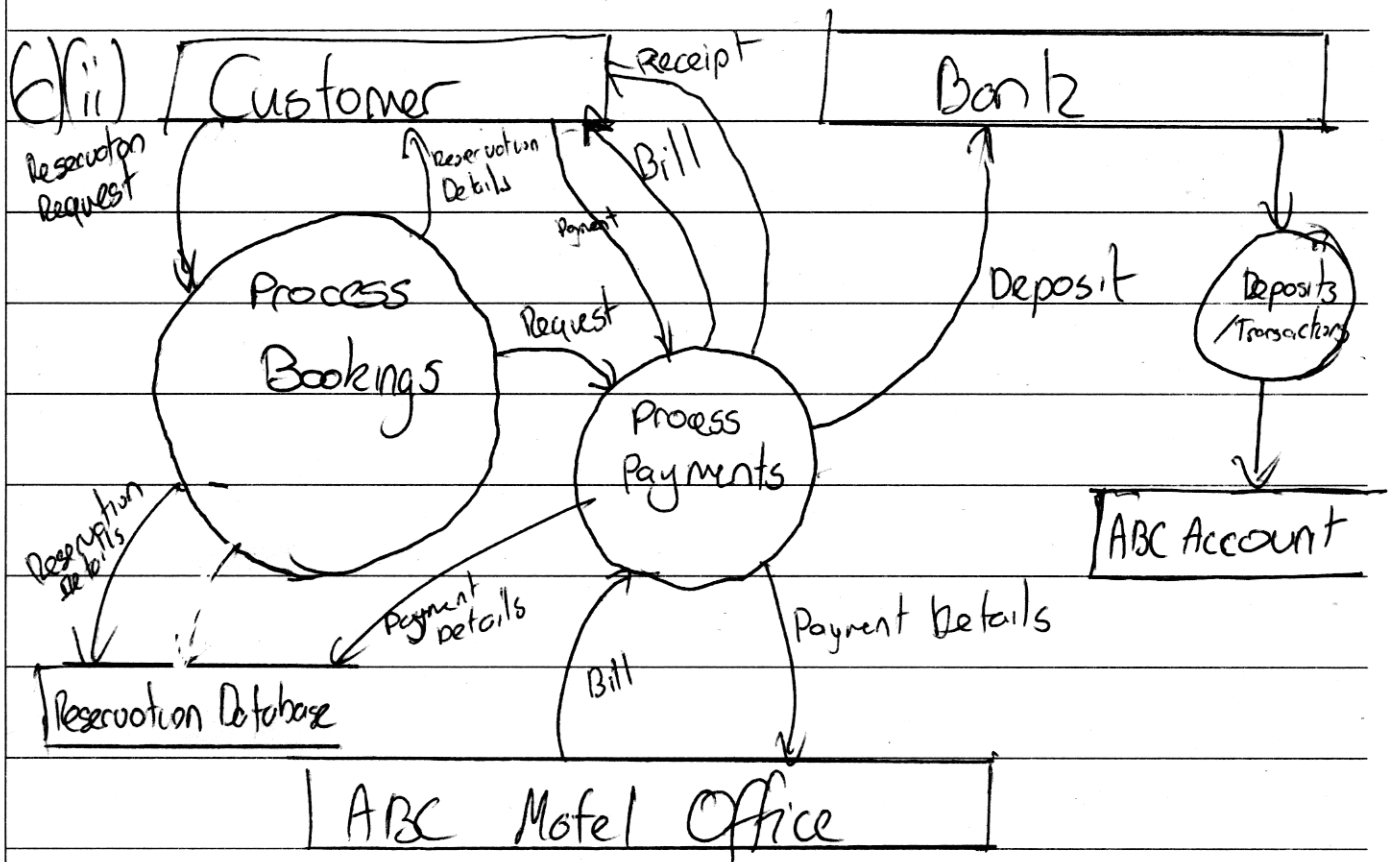 6)(ii)
Customer
Receipt
Bank
Reservation
Request
Reservation
Details
Bill
Payment
Process
Bookings
Request
Deposit
Deposits
/Transactions
Process
Payments
ABC Account
Reservation
Details
Payment
Details
Payment Details
Bill
Reservation Database
ABC Motel Office